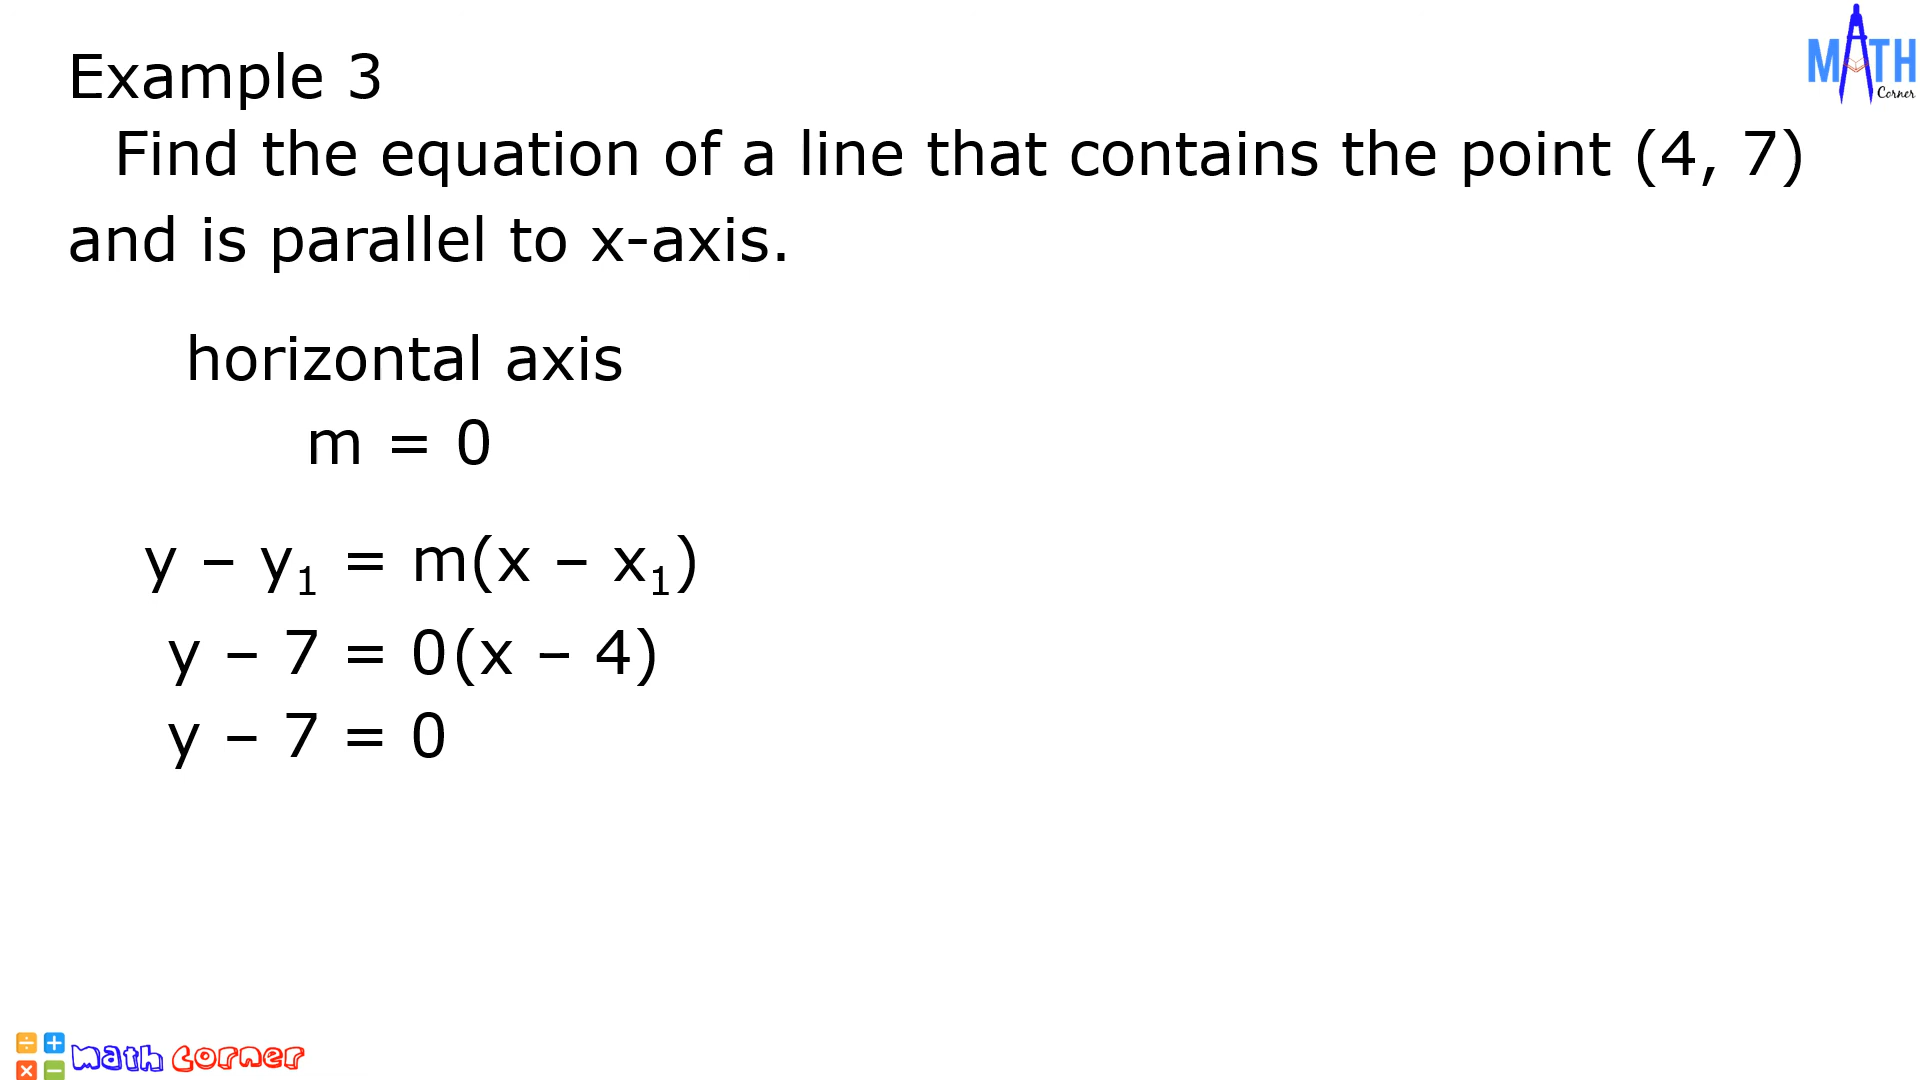 Example 3
MATH
Corner
Find the equation of a line that contains the point (4, 7)
and is parallel to x-axis.
horizontal axis
m = 0
y – y₁ = m(x – x₁)
y – 7 = 0(x – 4)
y – 7 = 0
÷ +
× −
math corner